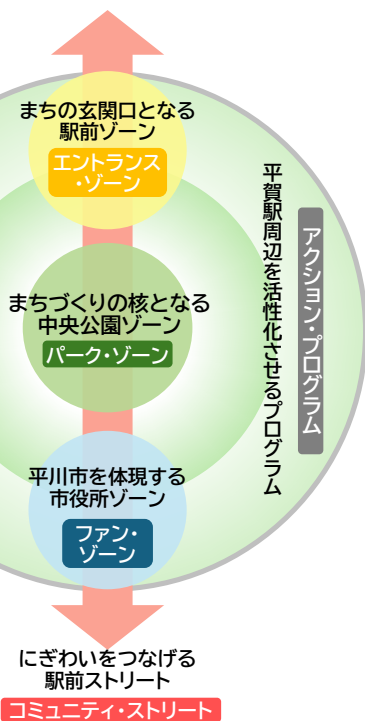 まちの玄関口となる
駅前ゾーン
エントランス
・ゾーン
まちづくりの核となる
中央公園ゾーン
パーク・ゾーン
平川市を体現する
市役所ゾーン
ファン・
ゾーン
アクション・プログラム
平賀駅周辺を活性化させるプログラム
にぎわいをつなげる
駅前ストリート
コミュニティ・ストリート